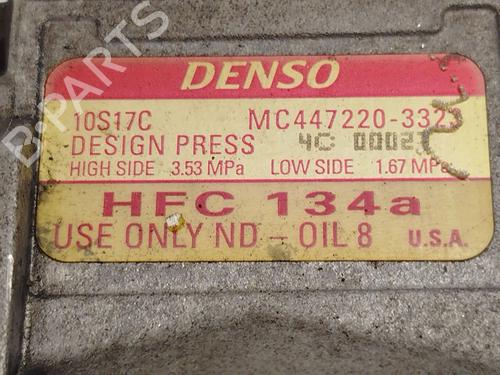 DENSO
10S17C MC447220-332
DESIGN PRESS 4C 0002
HIGH SIDE 3.53 MPa LOW SIDE 1.67 MPa
HFC 134a
USE ONLY ND-OIL 8 U.S.A.
B-PARTS